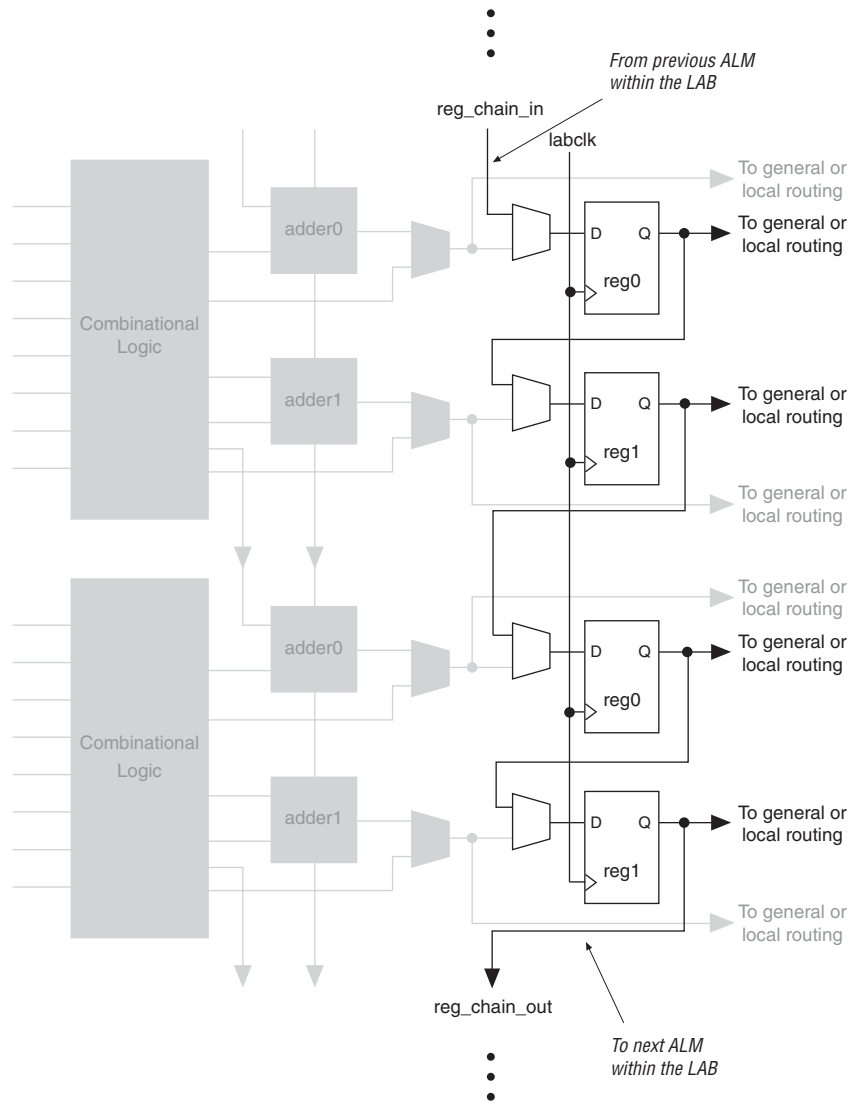 From previous ALM
within the LAB
reg_chain_in
labclk
To general or
local routing
adder0
D Q
To general or
local routing
reg0
Combinational
Logic
adder1
D Q
To general or
local routing
reg1
To general or
local routing
To general or
local routing
adder0
D Q
To general or
local routing
reg0
Combinational
Logic
adder1
D Q
To general or
local routing
reg1
To general or
local routing
reg_chain_out
To next ALM
within the LAB